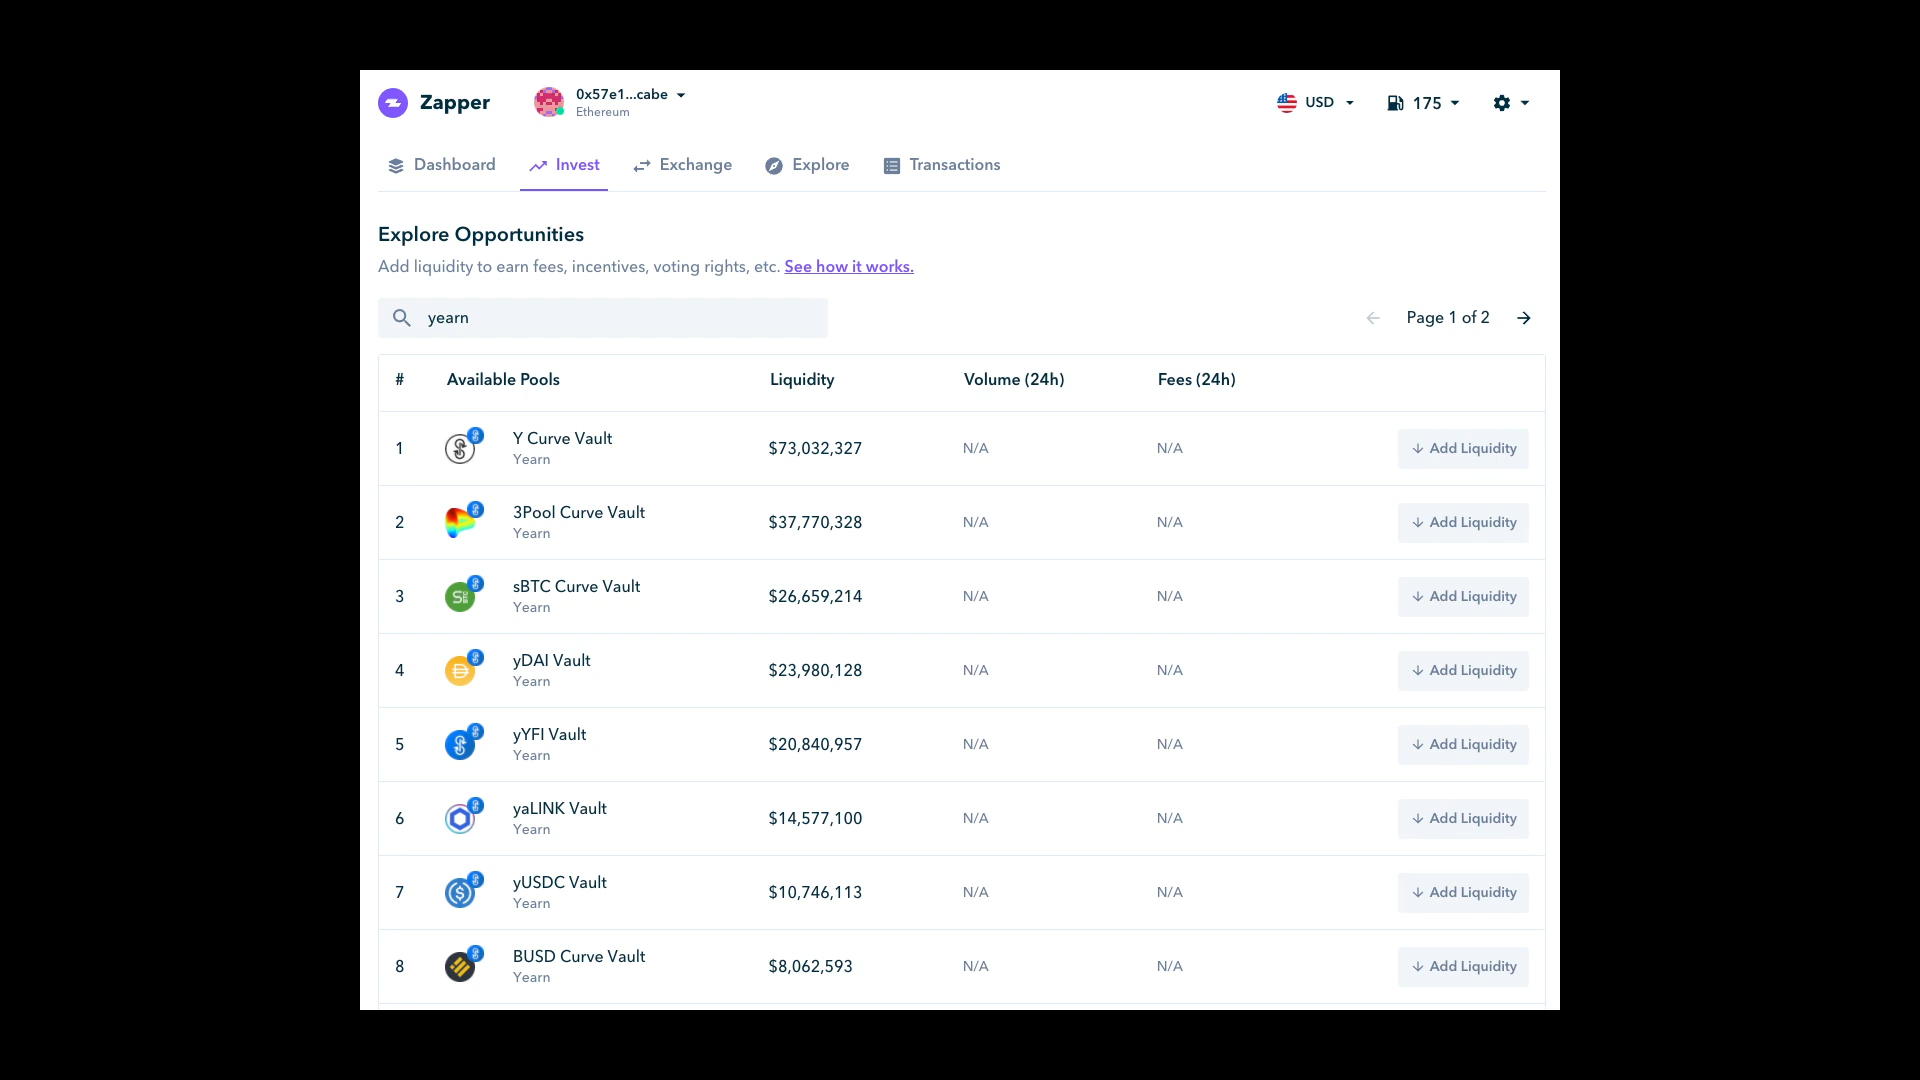 Zapper
0x57e1...cabe
Ethereum
USD
175
Dashboard
Invest
Exchange
Explore
Transactions
Explore Opportunities
Add liquidity to earn fees, incentives, voting rights, etc. See how it works.
yearn
Page 1 of 2
# Available Pools Liquidity Volume (24h) Fees (24h)
1 Y Curve Vault $73,032,327 N/A N/A Add Liquidity
Yearn
2 3Pool Curve Vault $37,770,328 N/A N/A Add Liquidity
Yearn
3 sBTC Curve Vault $26,659,214 N/A N/A Add Liquidity
Yearn
4 yDAI Vault $23,980,128 N/A N/A Add Liquidity
Yearn
5 yYFI Vault $20,840,957 N/A N/A Add Liquidity
Yearn
6 yaLINK Vault $14,577,100 N/A N/A Add Liquidity
Yearn
7 yUSDC Vault $10,746,113 N/A N/A Add Liquidity
Yearn
8 BUSD Curve Vault $8,062,593 N/A N/A Add Liquidity
Yearn